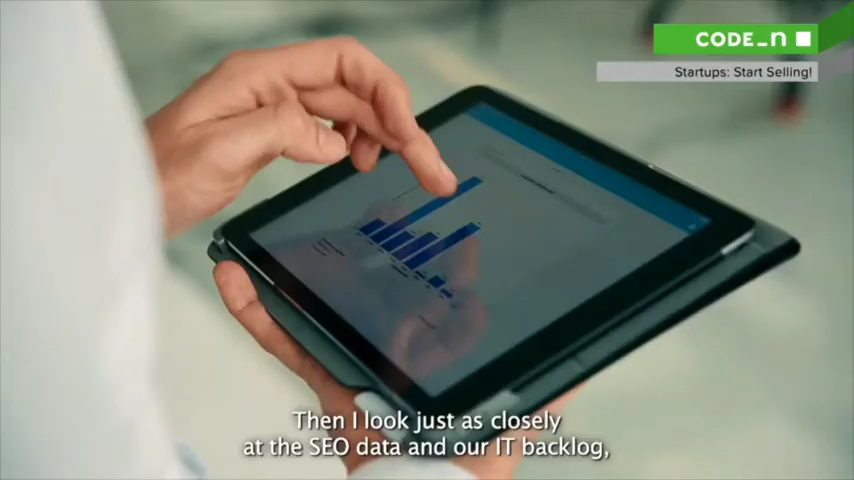 CODE_n
Startups: Start Selling!
Then I look just as closely
at the SEO data and our IT backlog,